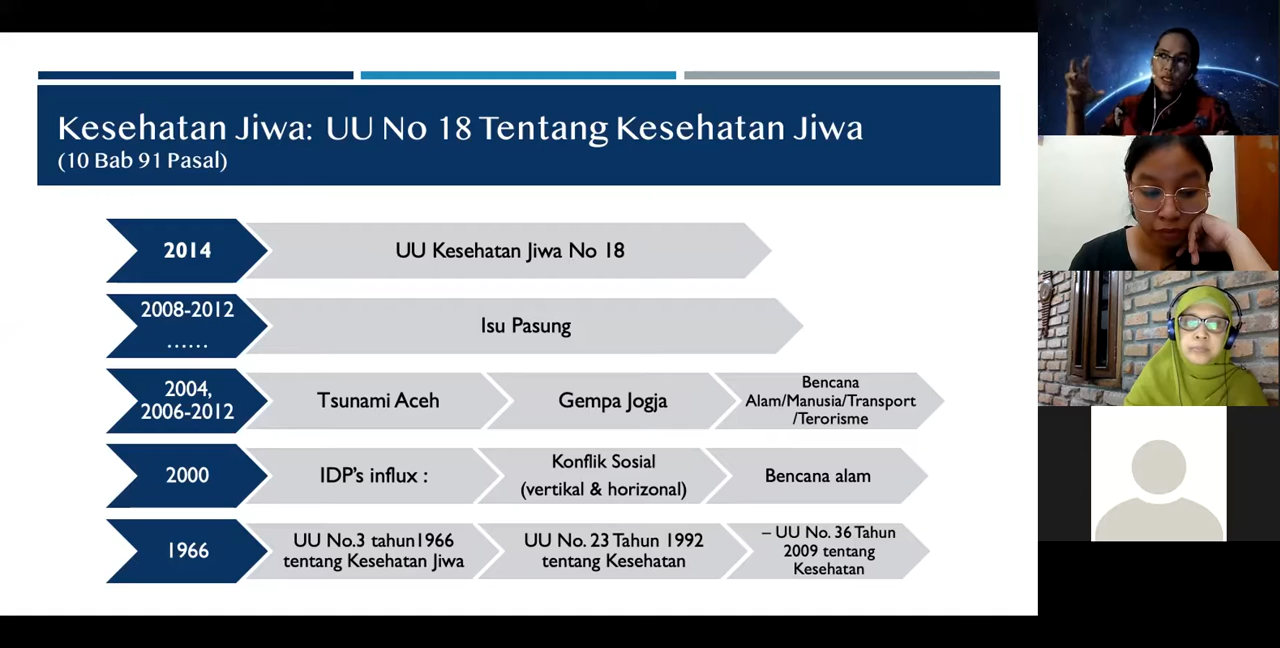 Kesehatan Jiwa: UU No 18 Tentang Kesehatan Jiwa
(10 Bab 91 Pasal)
2014
UU Kesehatan Jiwa No 18
2008-2012
......
Isu Pasung
2004,
2006-2012
Tsunami Aceh
Gempa Jogja
Bencana
Alam/Manusia/Transport
/Terorisme
2000
IDP's influx :
Konflik Sosial
(vertikal & horizonal)
Bencana alam
1966
UU No.3 tahun1966
tentang Kesehatan Jiwa
UU No. 23 Tahun 1992
tentang Kesehatan
– UU No. 36 Tahun
2009 tentang
Kesehatan